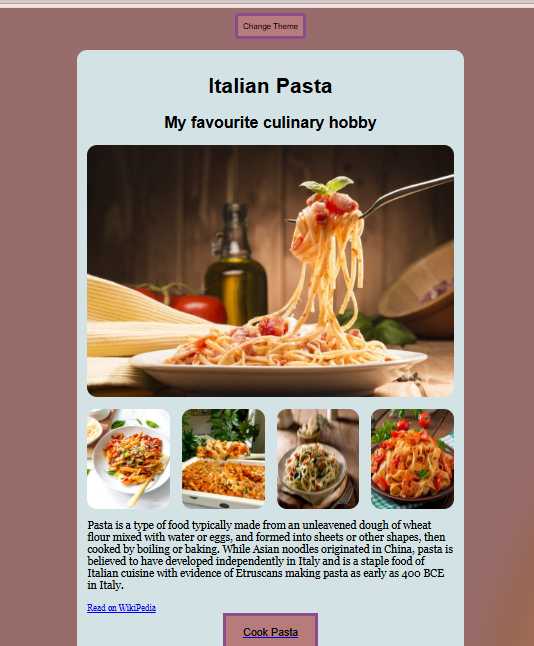 Change Theme
Italian Pasta
My favourite culinary hobby
Pasta is a type of food typically made from an unleavened dough of wheat
flour mixed with water or eggs, and formed into sheets or other shapes, then
cooked by boiling or baking. While Asian noodles originated in China, pasta is
believed to have developed independently in Italy and is a staple food of
Italian cuisine with evidence of Etruscans making pasta as early as 400 BCE
in Italy.
Read on WikiPedia
Cook Pasta